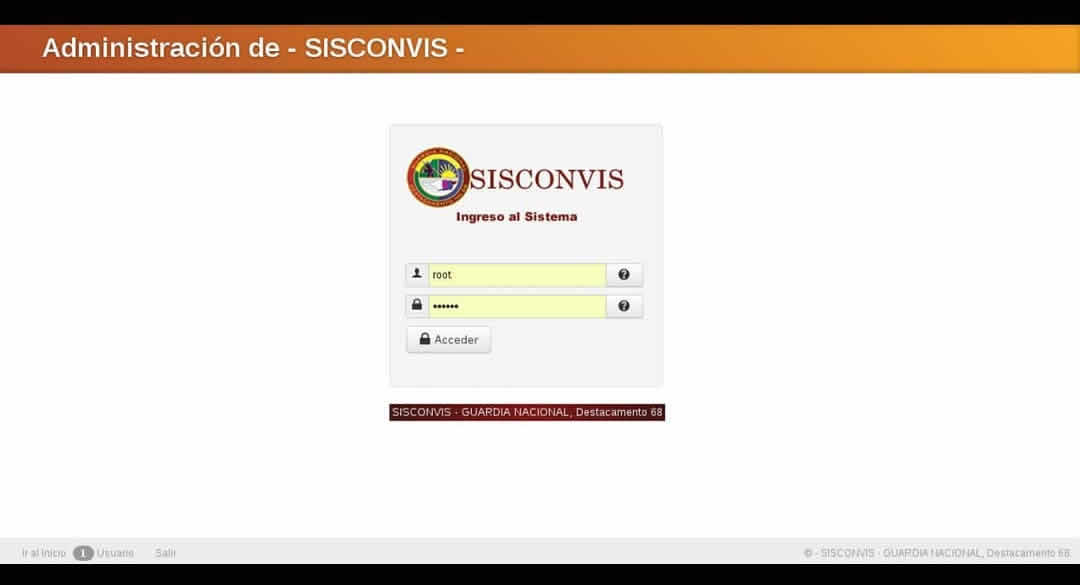 Administración de - SISCONVIS -
SISCONVIS
Ingreso al Sistema
root
••••••
Acceder
SISCONVIS - GUARDIA NACIONAL, Destacamento 68
Ir al Inicio 1 Usuario Salir
© - SISCONVIS - GUARDIA NACIONAL, Destacamento 68